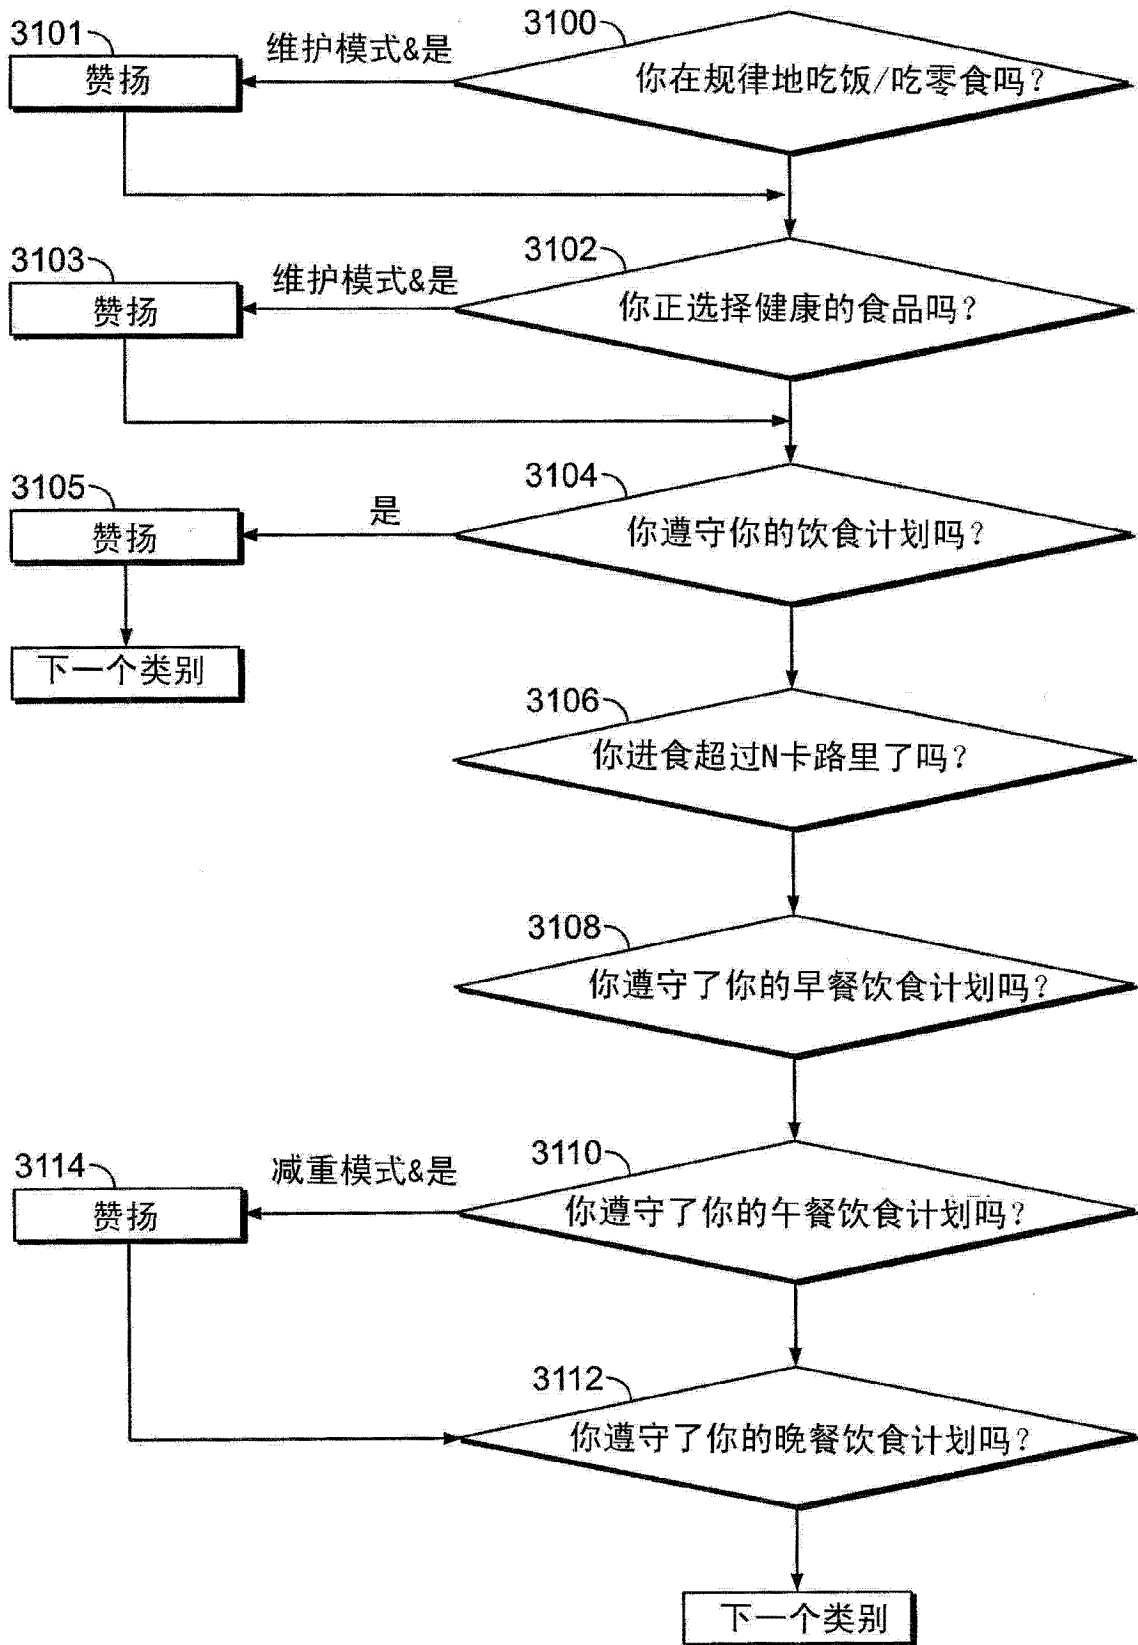 3100
你在规律地吃饭/吃零食吗？
维护模式&是
3101
赞扬
3102
你正选择健康的食品吗？
维护模式&是
3103
赞扬
3104
你遵守你的饮食计划吗？
是
3105
赞扬
下一个类别
3106
你进食超过N卡路里了吗？
3108
你遵守了你的早餐饮食计划吗？
3110
你遵守了你的午餐饮食计划吗？
减重模式&是
3114
赞扬
3112
你遵守了你的晚餐饮食计划吗？
下一个类别